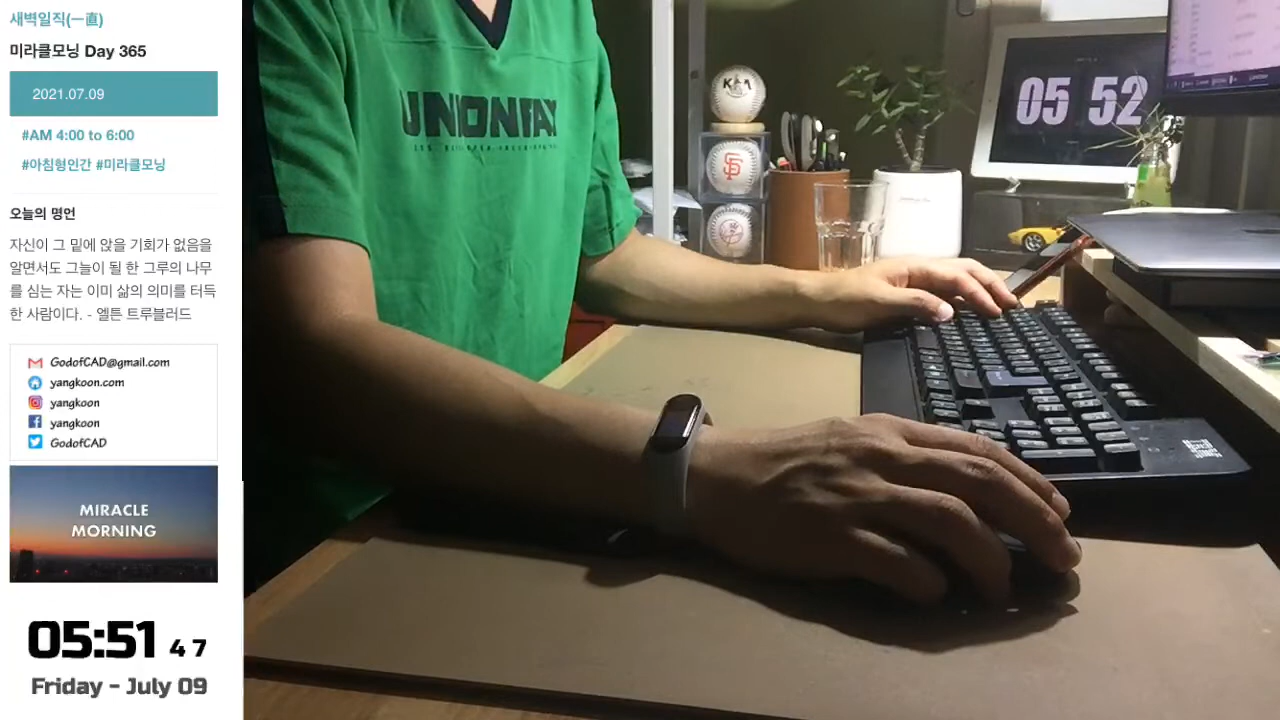 새벽일직(一直)
미라클모닝 Day 365
2021.07.09
#AM 4:00 to 6:00
#아침형인간 #미라클모닝
오늘의 명언
자신이 그 밑에 앉을 기회가 없음을
알면서도 그늘이 될 한 그루의 나무
를 심는 자는 이미 삶의 의미를 터득
한 사람이다. - 엘튼 트루블러드
GodofCAD@gmail.com
yangkoon.com
yangkoon
yangkoon
GodofCAD
MIRACLE
MORNING
05:51 47
Friday - July 09
UNIONFAX
05 52
SF